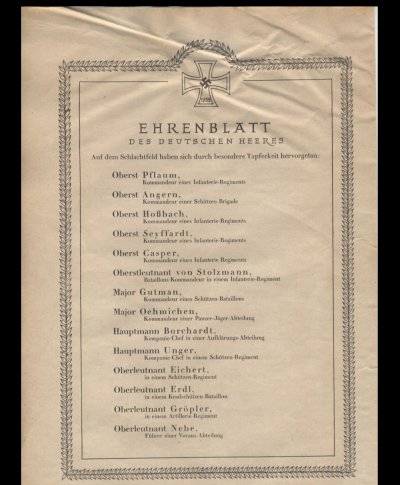 1939
EHRENBLATT
DES DEUTSCHEN HEERES
Auf dem Schlachtfeld haben sich durch besondere Tapferkeit hervorgetan:
Oberst Pflaum,
Kommandeur eines Infanterie-Regiments
Oberst Angern,
Kommandeur einer Schützen-Brigade
Oberst Hoßbach,
Kommandeur eines Infanterie-Regiments
Oberst Seyffardt,
Kommandeur eines Infanterie-Regiments
Oberst Casper,
Kommandeur eines Infanterie-Regiments
Oberstleutnant von Stolzmann,
Bataillons-Kommandeur in einem Infanterie-Regiment
Major Gutman,
Kommandeur eines Schützen-Bataillons
Major Oehmichen,
Kommandeur einer Panzer-Jäger-Abteilung
Hauptmann Borchardt,
Kompanie-Chef in einer Aufklärungs-Abteilung
Hauptmann Unger,
Kompanie-Chef in einem Schützen-Regiment
Oberleutnant Eichert,
in einem Schützen-Regiment
Oberleutnant Erdl,
in einem Kradschützen-Bataillon
Oberleutnant Gröpler,
in einem Artillerie-Regiment
Oberleutnant Nebe,
Führer einer Voraus-Abteilung